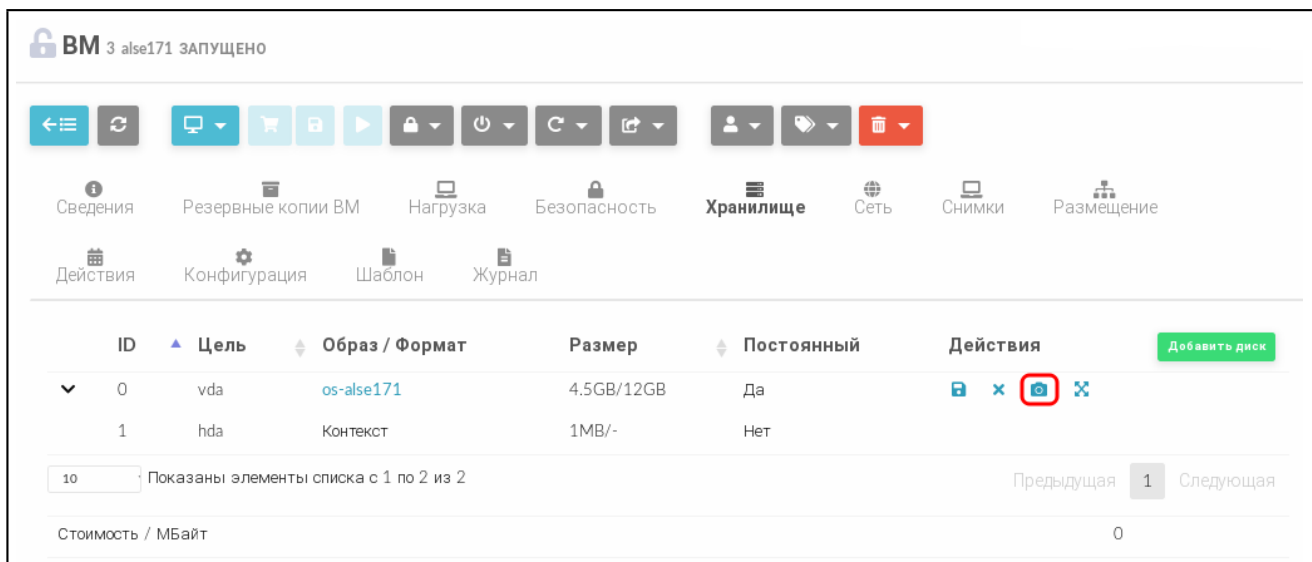 ВМ 3 alse171 ЗАПУЩЕНО
Сведения Резервные копии ВМ Нагрузка Безопасность Хранилище Сеть Снимки Размещение
Действия Конфигурация Шаблон Журнал
ID Цель Образ / Формат Размер Постоянный Действия Добавить диск
0 vda os-alse171 4.5GB/12GB Да
1 hda Контекст 1MB/- Нет
10 Показаны элементы списка с 1 по 2 из 2 Предыдущая 1 Следующая
Стоимость / МБайт 0